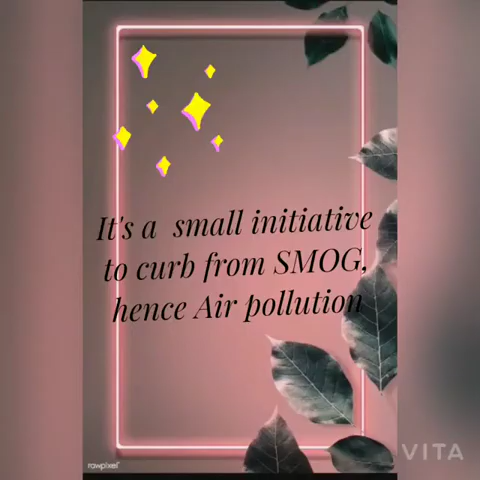 It's a small initiative
to curb from SMOG,
hence Air pollution
rawpixel
VITA